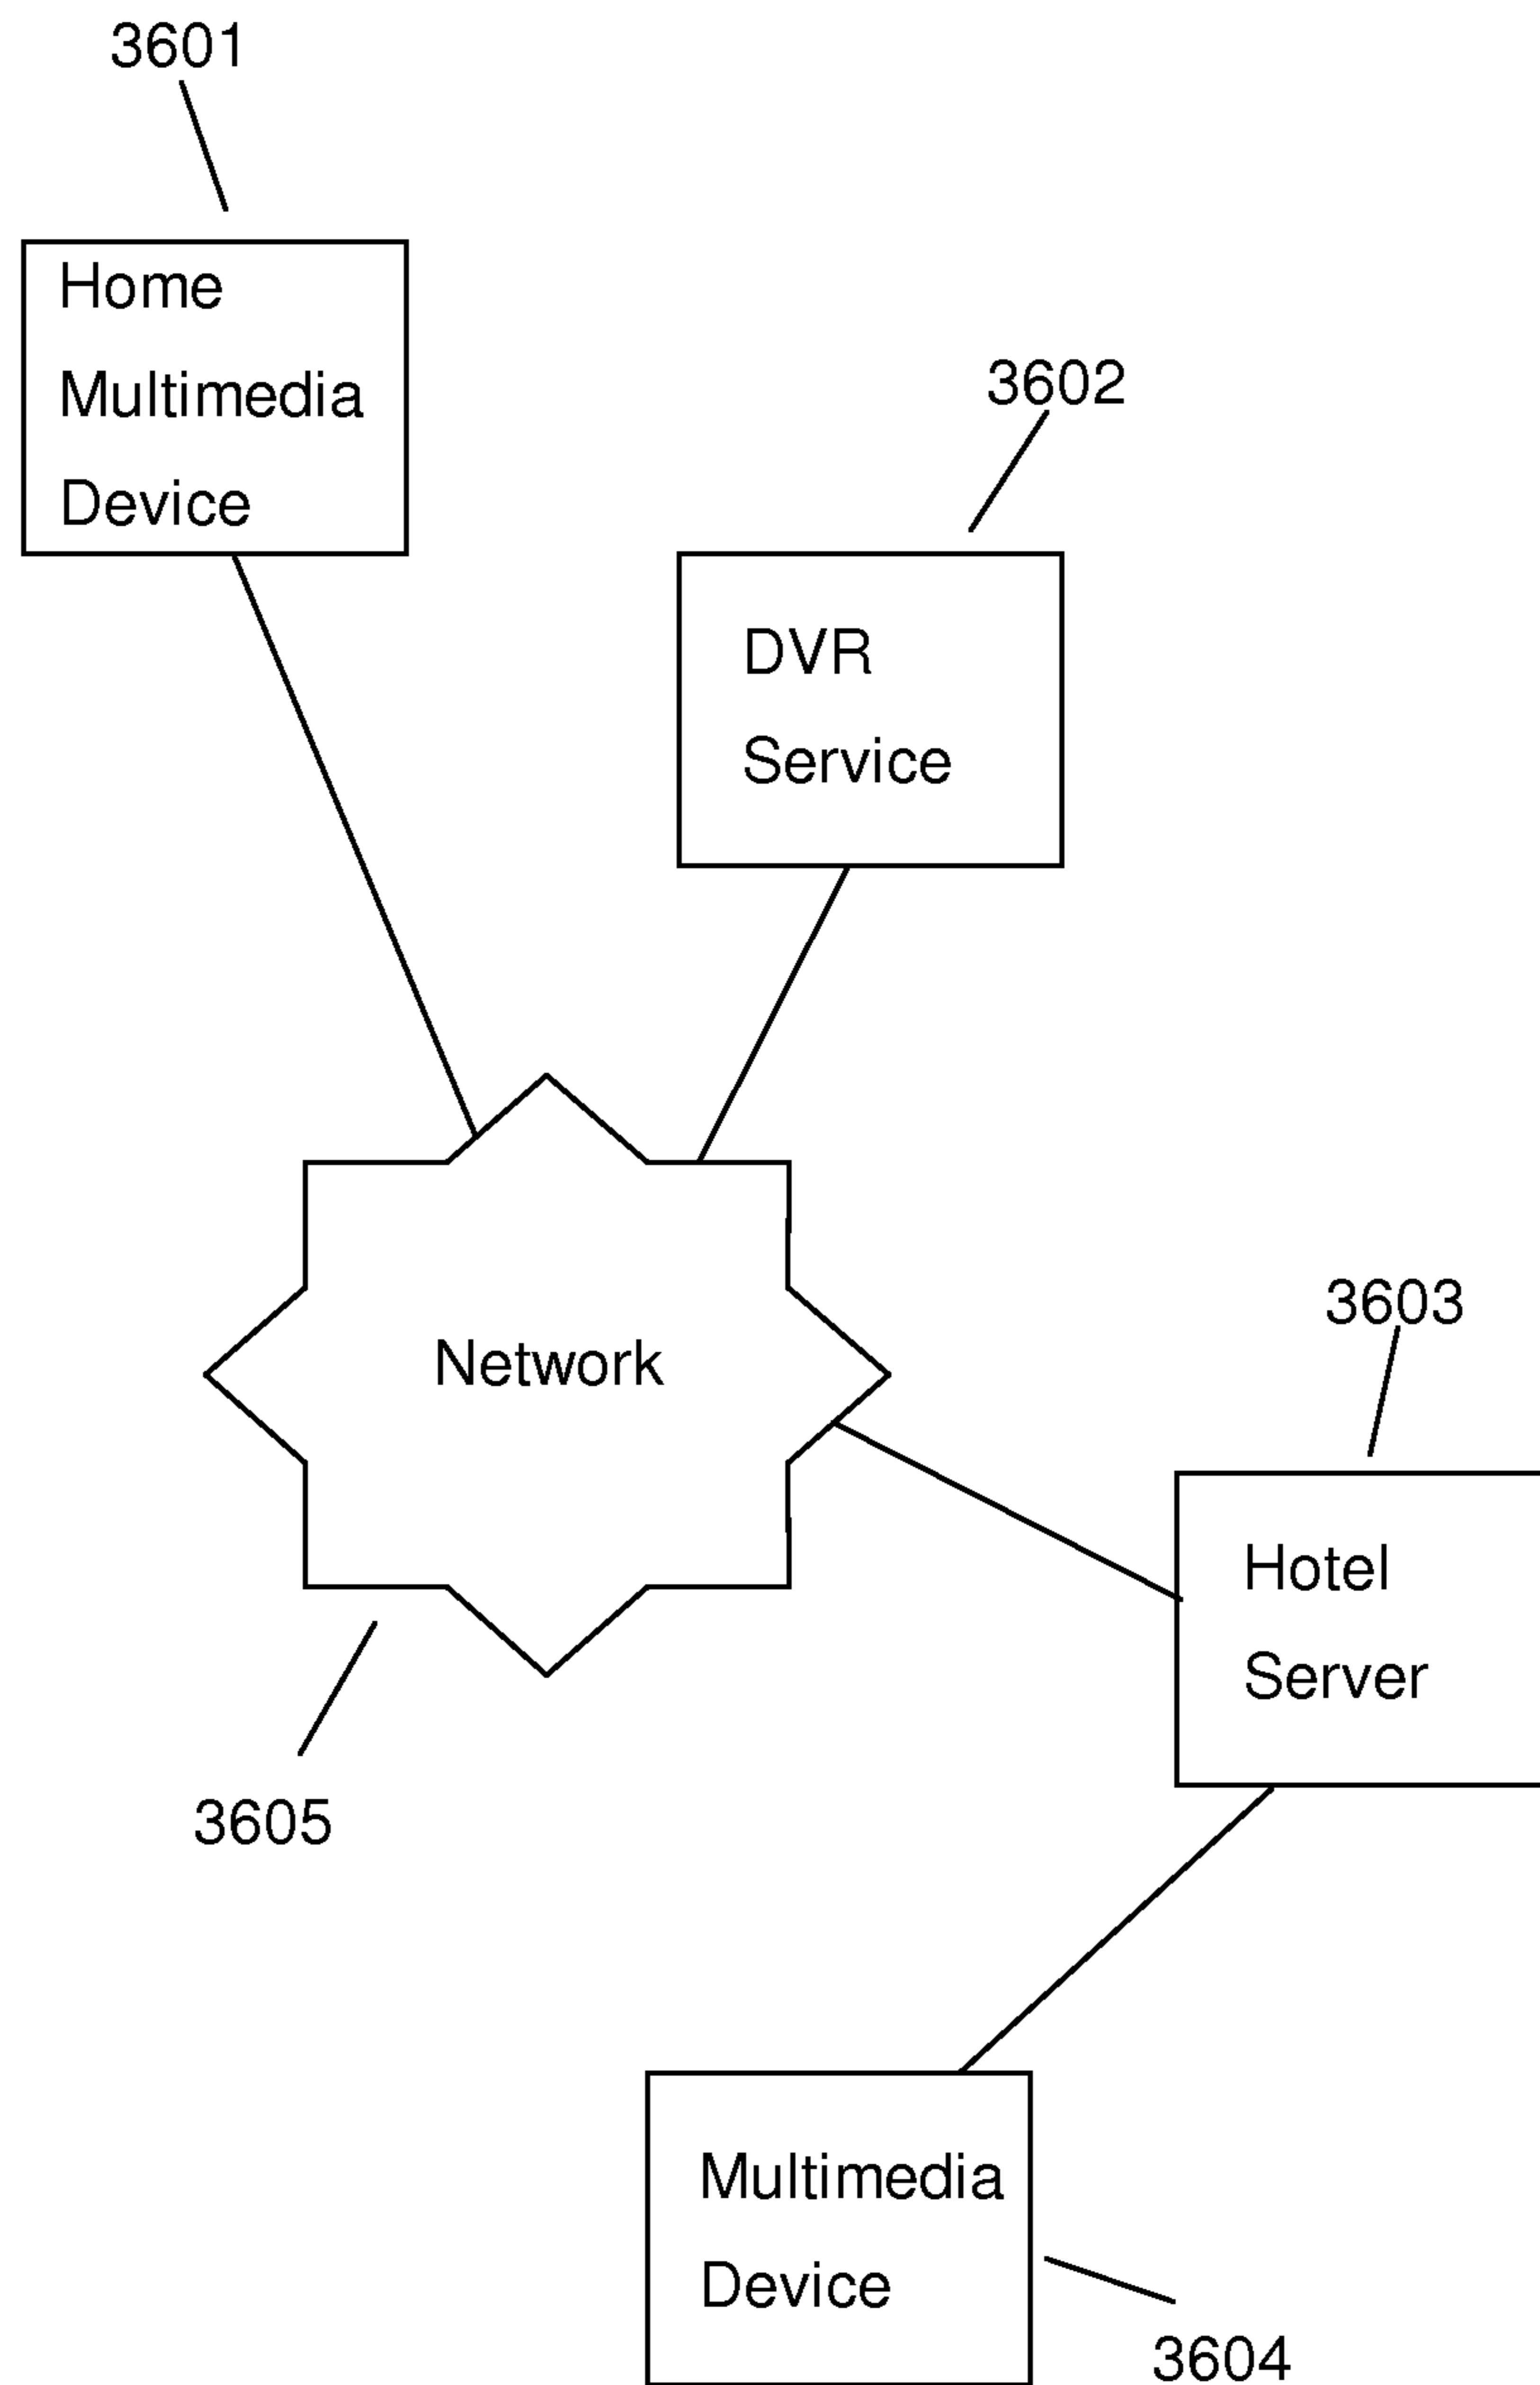 3601
Home
Multimedia
Device
3602
DVR
Service
Network
3603
Hotel
Server
3605
Multimedia
Device
3604